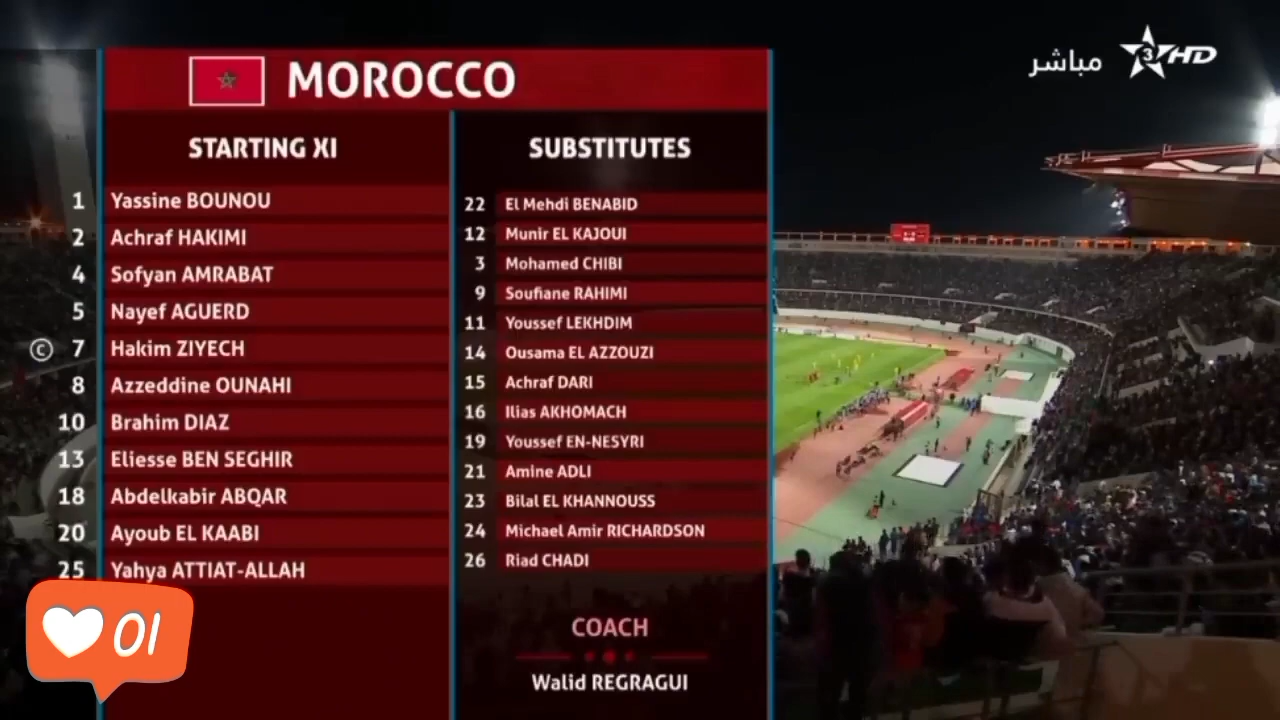 MOROCCO
STARTING XI
1 Yassine BOUNOU
2 Achraf HAKIMI
4 Sofyan AMRABAT
5 Nayef AGUERD
© 7 Hakim ZIYECH
8 Azzeddine OUNAHI
10 Brahim DIAZ
13 Eliesse BEN SEGHIR
18 Abdelkabir ABQAR
20 Ayoub EL KAABI
25 Yahya ATTIAT-ALLAH
SUBSTITUTES
22 El Mehdi BENABID
12 Munir EL KAJOUI
3 Mohamed CHIBI
9 Soufiane RAHIMI
11 Youssef LEKHDIM
14 Ousama EL AZZOUZI
15 Achraf DARI
16 Ilias AKHOMACH
19 Youssef EN-NESYRI
21 Amine ADLI
23 Bilal EL KHANNOUSS
24 Michael Amir RICHARDSON
26 Riad CHADI
COACH
Walid REGRAGUI
مباشر
3 HD
01